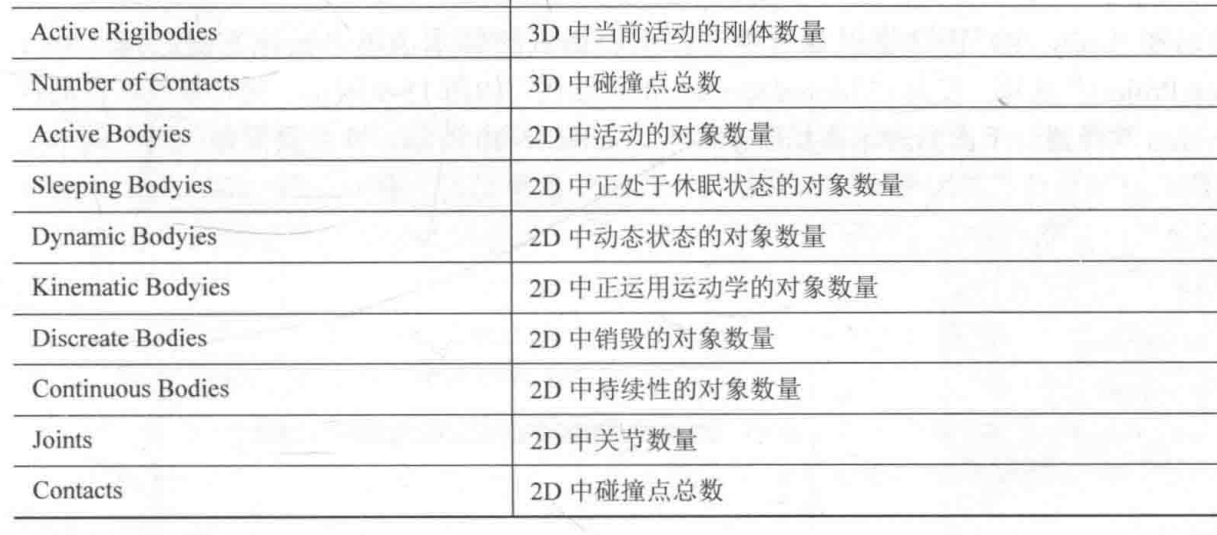 Active Rigibodies 3D 中当前活动的刚体数量
Number of Contacts 3D 中碰撞点总数
Active Bodyies 2D 中活动的对象数量
Sleeping Bodyies 2D 中正处于休眠状态的对象数量
Dynamic Bodyies 2D 中动态状态的对象数量
Kinematic Bodyies 2D 中正运用运动学的对象数量
Discreate Bodies 2D 中销毁的对象数量
Continuous Bodies 2D 中持续性的对象数量
Joints 2D 中关节数量
Contacts 2D 中碰撞点总数